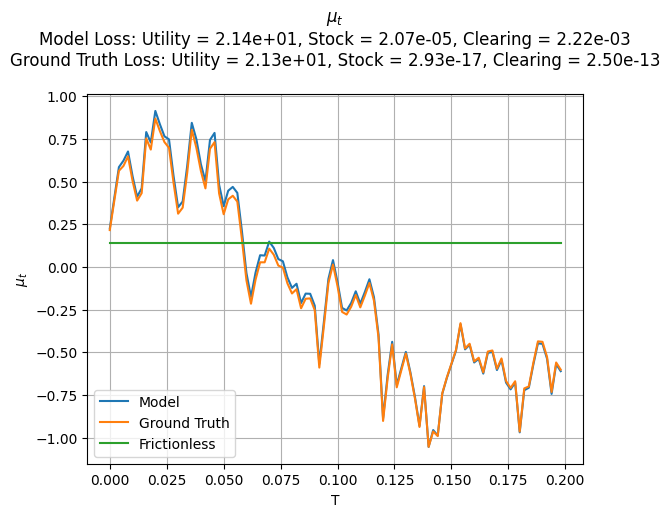 μt
Model Loss: Utility = 2.14e+01, Stock = 2.07e-05, Clearing = 2.22e-03
Ground Truth Loss: Utility = 2.13e+01, Stock = 2.93e-17, Clearing = 2.50e-13
1.00
0.75
0.50
0.25
0.00
−0.25
−0.50
−0.75
−1.00
μt
Model
Ground Truth
Frictionless
0.000 0.025 0.050 0.075 0.100 0.125 0.150 0.175 0.200
T